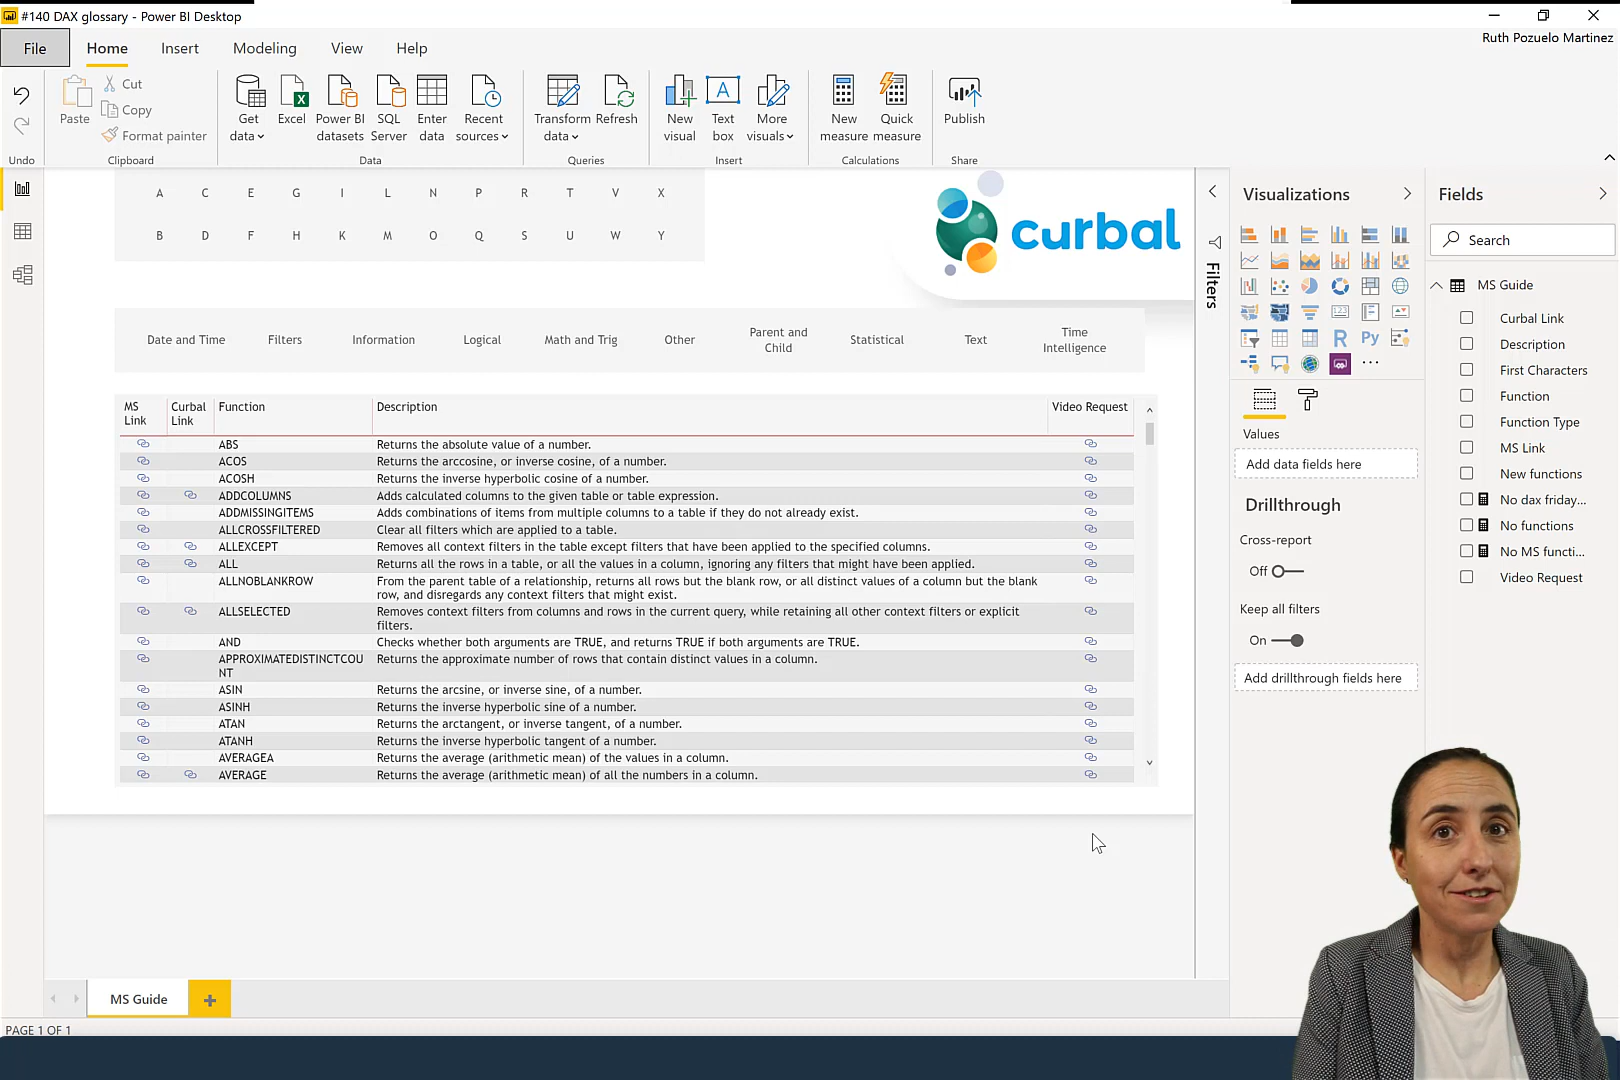 #140 DAX glossary - Power BI Desktop
Ruth Pozuelo Martinez
File Home Insert Modeling View Help
Paste
Cut
Copy
Format painter
Get data
Excel
Power BI datasets
SQL Server
Enter data
Recent sources
Transform data
Refresh
New visual
Text box
More visuals
New measure
Quick measure
Publish
Undo Clipboard Data Queries Insert Calculations Share
A C E G I L N P R T V X
B D F H K M O Q S U W Y
curbal
Date and Time Filters Information Logical Math and Trig Other Parent and Child Statistical Text Time Intelligence
MS Link Curbal Link Function Description Video Request
ABS Returns the absolute value of a number.
ACOS Returns the arccosine, or inverse cosine, of a number.
ACOSH Returns the inverse hyperbolic cosine of a number.
ADDCOLUMNS Adds calculated columns to the given table or table expression.
ADDMISSINGITEMS Adds combinations of items from multiple columns to a table if they do not already exist.
ALLCROSSFILTERED Clear all filters which are applied to a table.
ALLEXCEPT Removes all context filters in the table except filters that have been applied to the specified columns.
ALL Returns all the rows in a table, or all the values in a column, ignoring any filters that might have been applied.
ALLNOBLANKROW From the parent table of a relationship, returns all rows but the blank row, or all distinct values of a column but the blank
row, and disregards any context filters that might exist.
ALLSELECTED Removes context filters from columns and rows in the current query, while retaining all other context filters or explicit
filters.
AND Checks whether both arguments are TRUE, and returns TRUE if both arguments are TRUE.
APPROXIMATEDISTINCTCOU Returns the approximate number of rows that contain distinct values in a column.
NT
ASIN Returns the arcsine, or inverse sine, of a number.
ASINH Returns the inverse hyperbolic sine of a number.
ATAN Returns the arctangent, or inverse tangent, of a number.
ATANH Returns the inverse hyperbolic tangent of a number.
AVERAGEA Returns the average (arithmetic mean) of the values in a column.
AVERAGE Returns the average (arithmetic mean) of all the numbers in a column.
Filters
Visualizations
123
R
Py
Values
Add data fields here
Drillthrough
Cross-report
Off
Keep all filters
On
Add drillthrough fields here
Fields
Search
MS Guide
Curbal Link
Description
First Characters
Function
Function Type
MS Link
New functions
No dax friday...
No functions
No MS functi...
Video Request
MS Guide
PAGE 1 OF 1